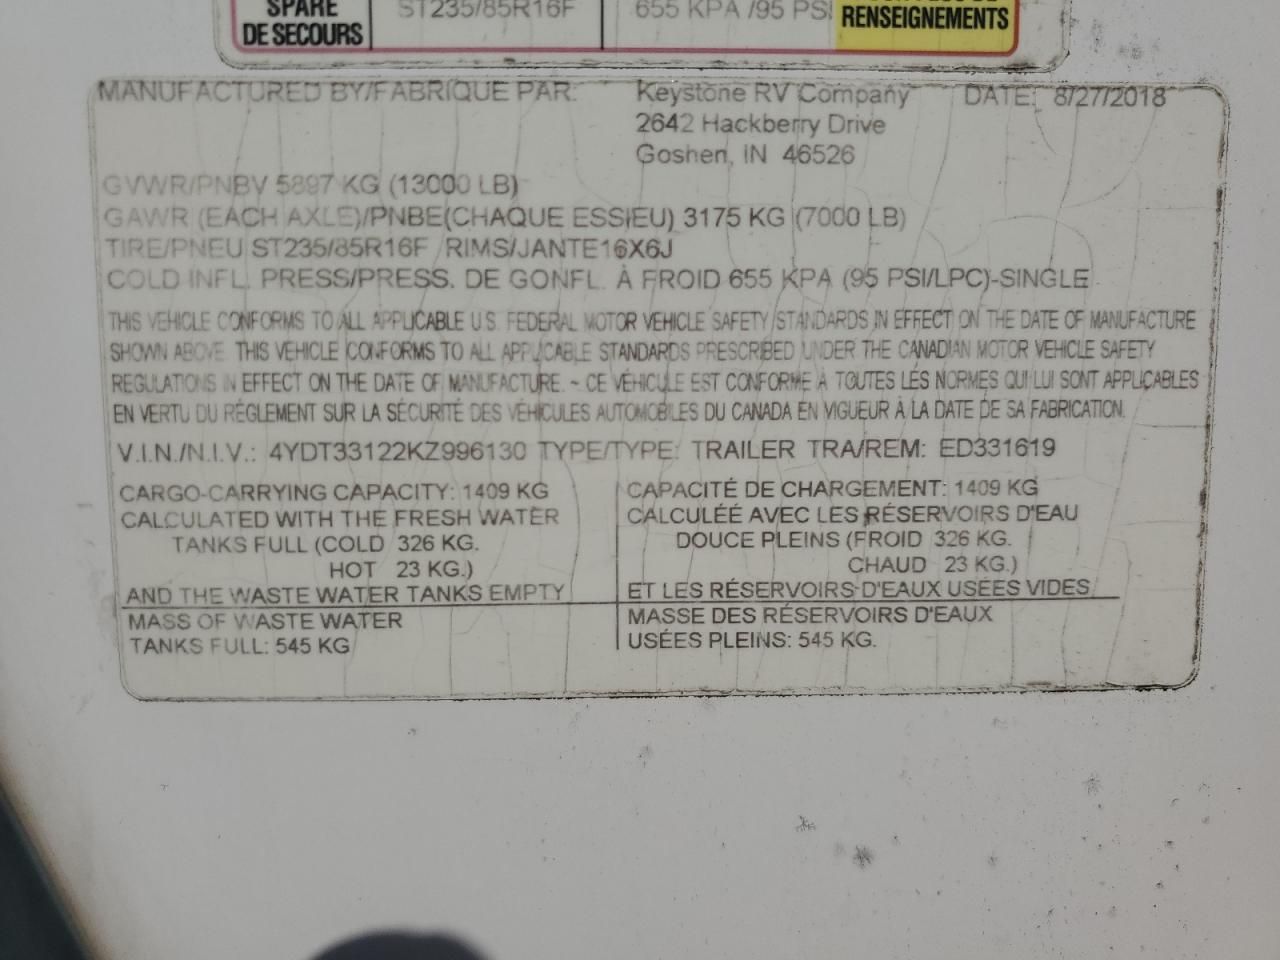 SPARE
DE SECOURS
ST235/85R16F
655 KPA /95 PSI
RENSEIGNEMENTS
MANUFACTURED BY/FABRIQUE PAR: Keystone RV Company DATE: 8/27/2018
2642 Hackberry Drive
Goshen, IN 46526
GVWR/PNBV 5897 KG (13000 LB)
GAWR (EACH AXLE)/PNBE(CHAQUE ESSIEU) 3175 KG (7000 LB)
TIRE/PNEU ST235/85R16F RIMS/JANTE16X6J
COLD INFL. PRESS/PRESS. DE GONFL. À FROID 655 KPA (95 PSI/LPC)-SINGLE
THIS VEHICLE CONFORMS TO ALL APPLICABLE U.S. FEDERAL MOTOR VEHICLE SAFETY STANDARDS IN EFFECT ON THE DATE OF MANUFACTURE
SHOWN ABOVE. THIS VEHICLE CONFORMS TO ALL APPLICABLE STANDARDS PRESCRIBED UNDER THE CANADIAN MOTOR VEHICLE SAFETY
REGULATIONS IN EFFECT ON THE DATE OF MANUFACTURE. ~ CE VÉHICULE EST CONFORME À TOUTES LES NORMES QUI LUI SONT APPLICABLES
EN VERTU DU RÉGLEMENT SUR LA SÉCURITÉ DES VÉHICULES AUTOMOBILES DU CANADA EN VIGUEUR À LA DATE DE SA FABRICATION.
V.I.N./N.I.V.: 4YDT33122KZ996130 TYPE/TYPE: TRAILER TRA/REM: ED331619
CARGO-CARRYING CAPACITY: 1409 KG
CALCULATED WITH THE FRESH WATER
TANKS FULL (COLD 326 KG.
HOT 23 KG.)
AND THE WASTE WATER TANKS EMPTY
MASS OF WASTE WATER
TANKS FULL: 545 KG
CAPACITÉ DE CHARGEMENT: 1409 KG
CALCULÉE AVEC LES RÉSERVOIRS D'EAU
DOUCE PLEINS (FROID 326 KG.
CHAUD 23 KG.)
ET LES RÉSERVOIRS D'EAUX USÉES VIDES
MASSE DES RÉSERVOIRS D'EAUX
USÉES PLEINS: 545 KG.